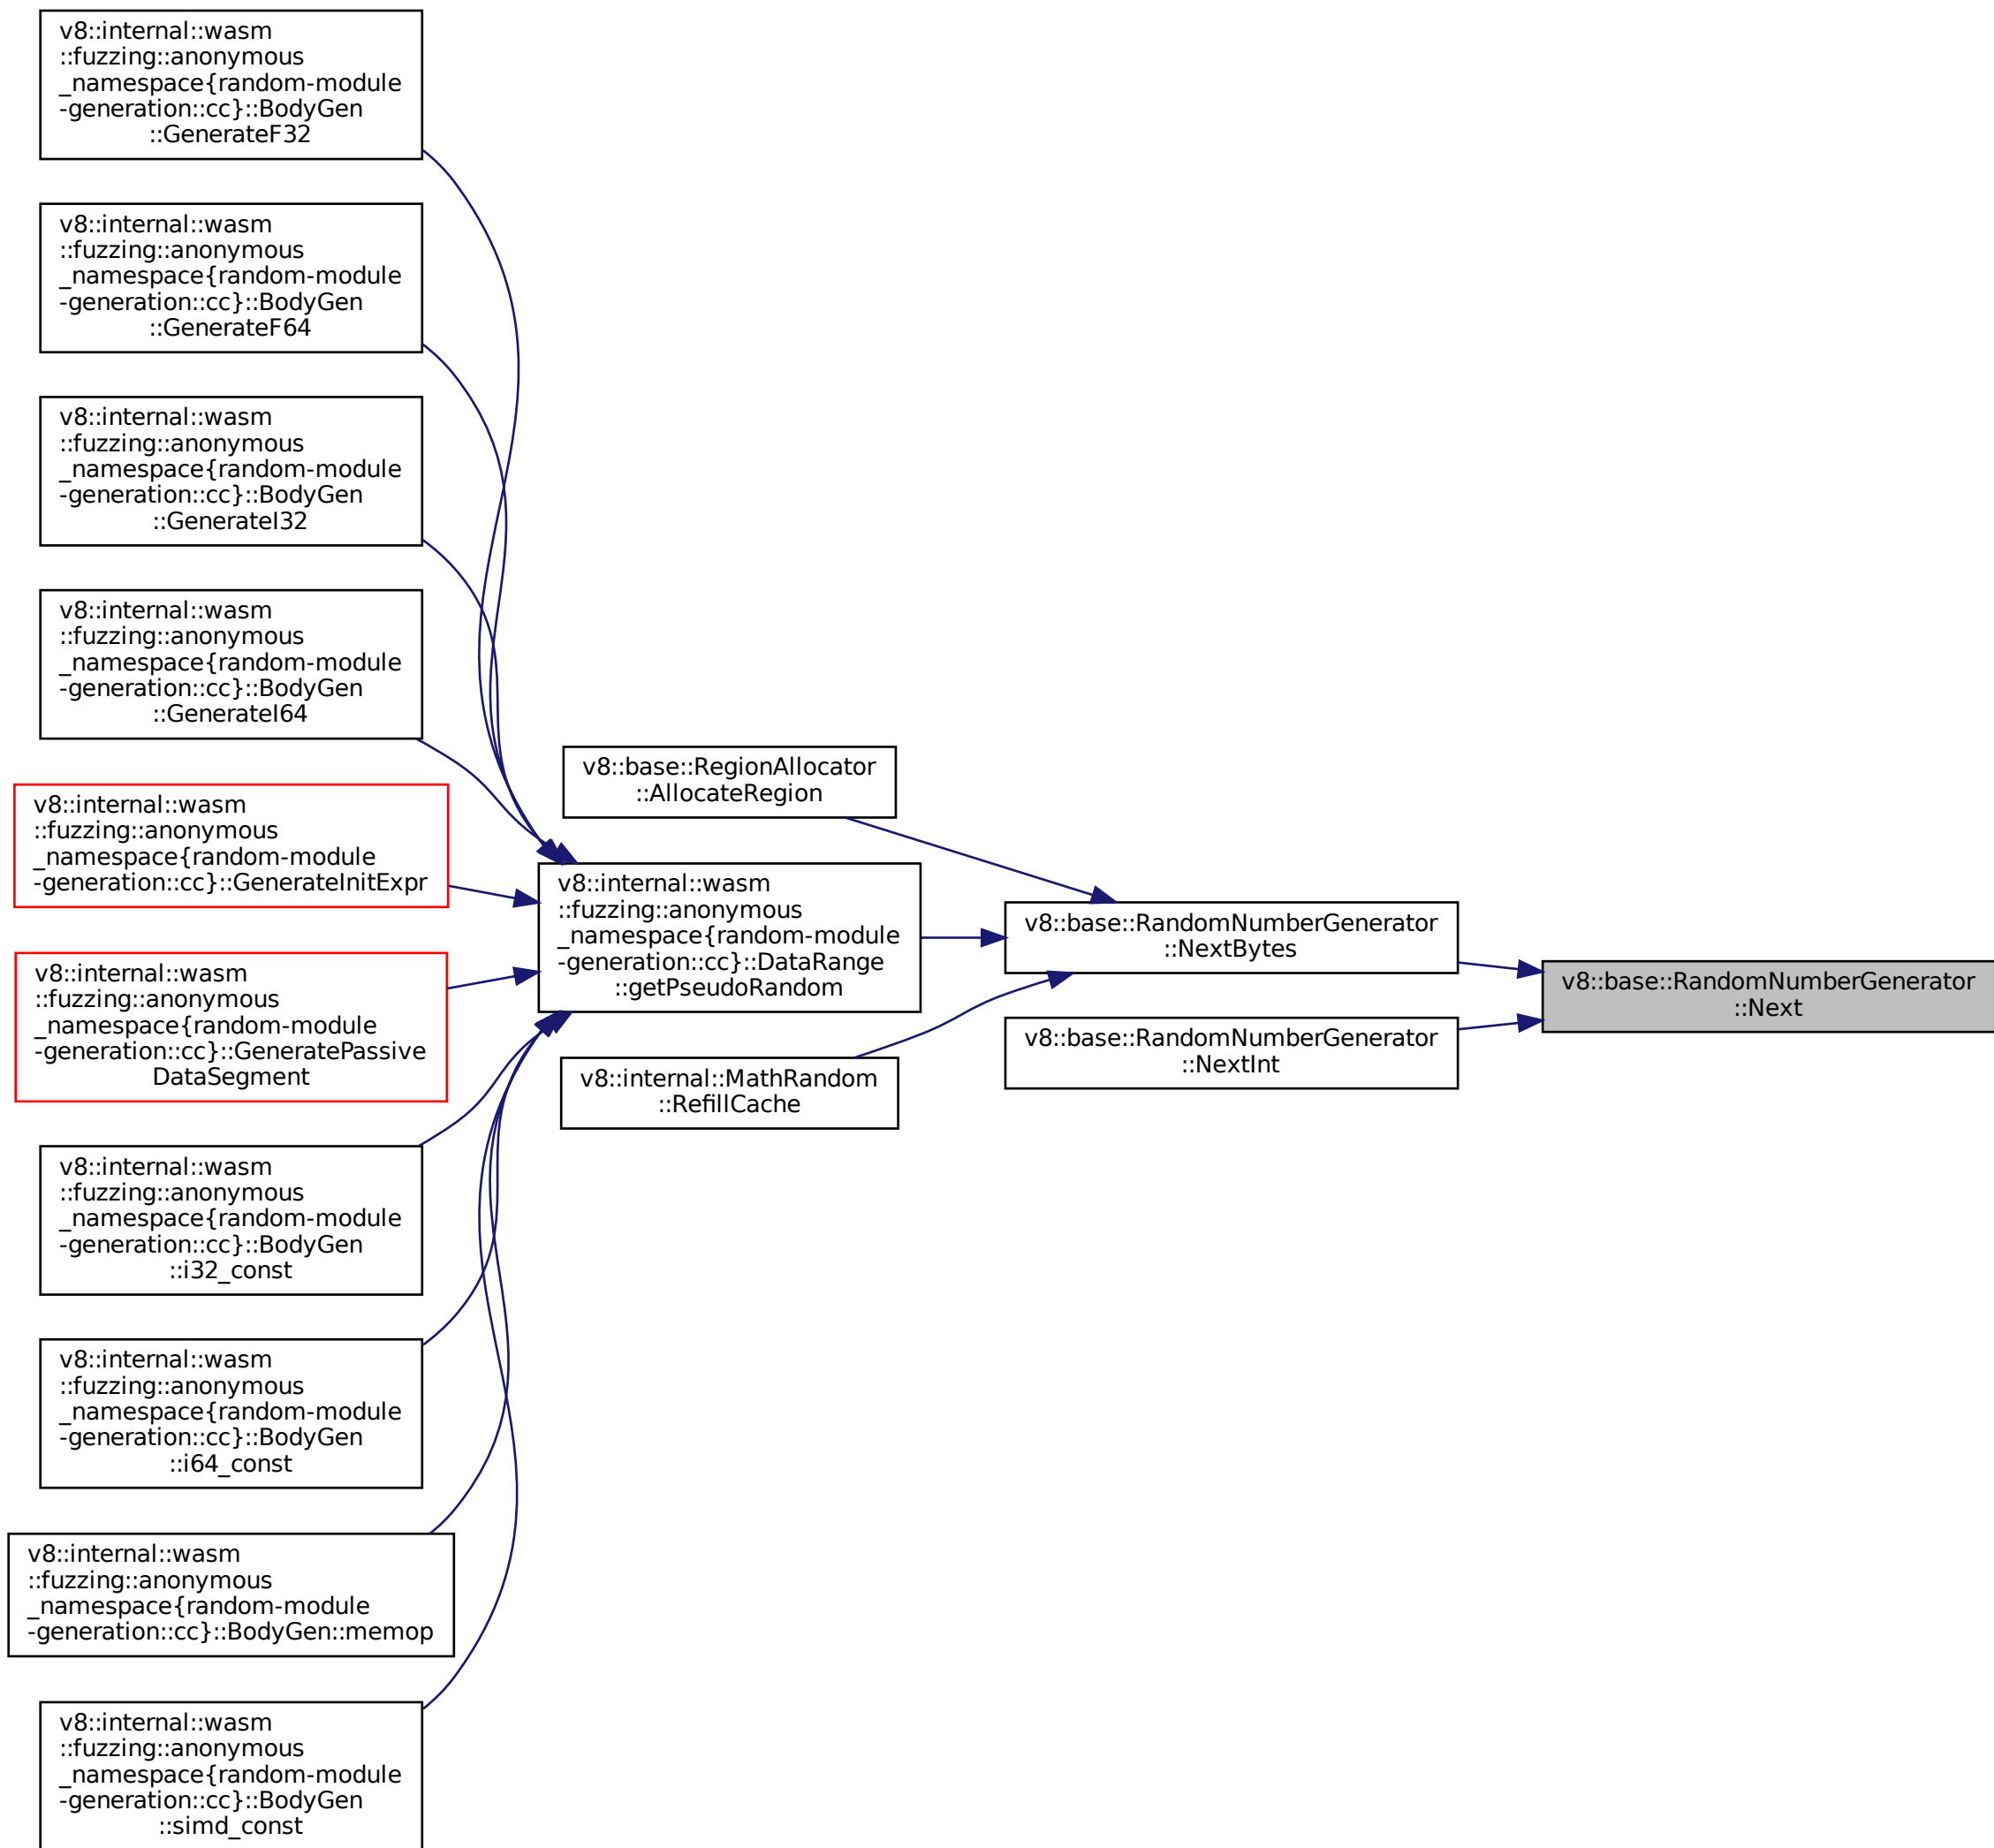 v8::internal::wasm
::fuzzing::anonymous
_namespace{random-module
-generation::cc}::BodyGen
::GenerateF32
v8::internal::wasm
::fuzzing::anonymous
_namespace{random-module
-generation::cc}::BodyGen
::GenerateF64
v8::internal::wasm
::fuzzing::anonymous
_namespace{random-module
-generation::cc}::BodyGen
::GenerateI32
v8::internal::wasm
::fuzzing::anonymous
_namespace{random-module
-generation::cc}::BodyGen
::GenerateI64
v8::internal::wasm
::fuzzing::anonymous
_namespace{random-module
-generation::cc}::GenerateInitExpr
v8::internal::wasm
::fuzzing::anonymous
_namespace{random-module
-generation::cc}::GeneratePassive
DataSegment
v8::internal::wasm
::fuzzing::anonymous
_namespace{random-module
-generation::cc}::BodyGen
::i32_const
v8::internal::wasm
::fuzzing::anonymous
_namespace{random-module
-generation::cc}::BodyGen
::i64_const
v8::internal::wasm
::fuzzing::anonymous
_namespace{random-module
-generation::cc}::BodyGen::memop
v8::internal::wasm
::fuzzing::anonymous
_namespace{random-module
-generation::cc}::BodyGen
::simd_const
v8::base::RegionAllocator
::AllocateRegion
v8::internal::wasm
::fuzzing::anonymous
_namespace{random-module
-generation::cc}::DataRange
::getPseudoRandom
v8::internal::MathRandom
::RefillCache
v8::base::RandomNumberGenerator
::NextBytes
v8::base::RandomNumberGenerator
::NextInt
v8::base::RandomNumberGenerator
::Next